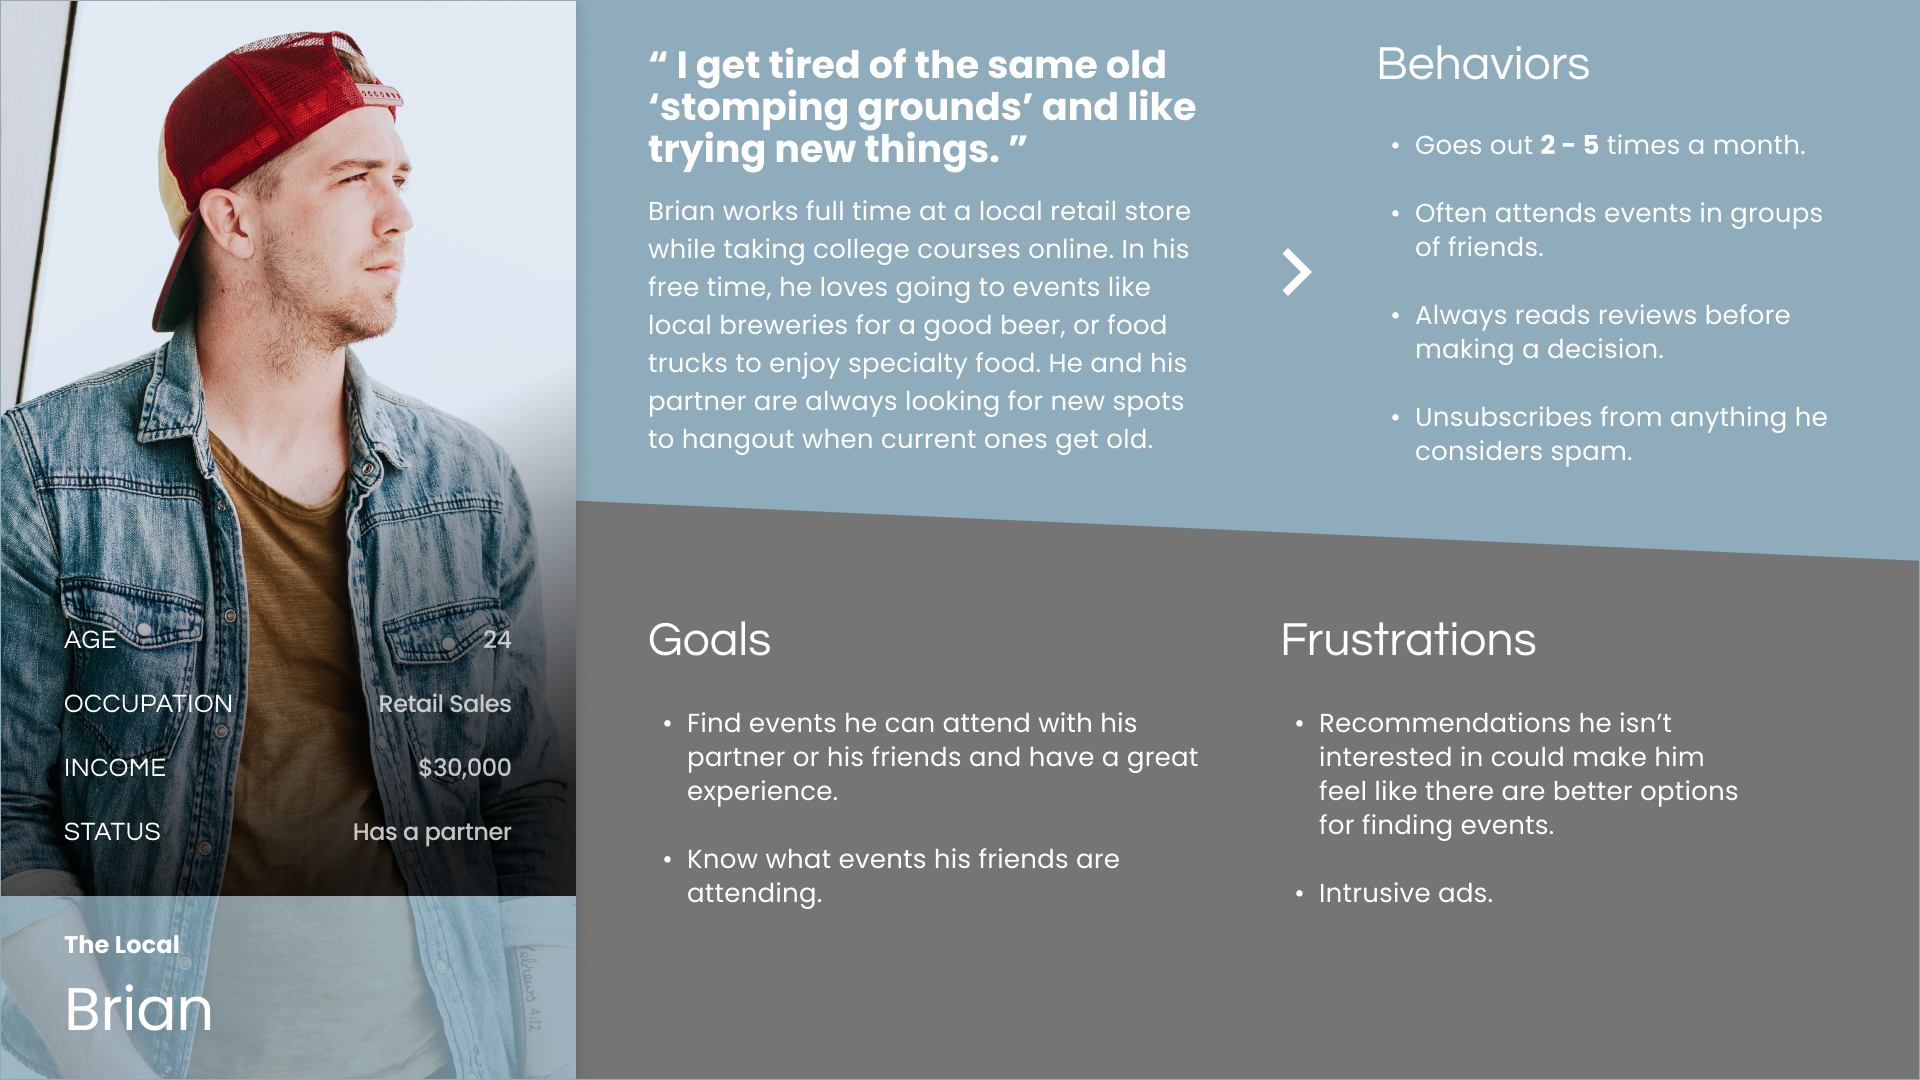 “ I get tired of the same old
‘stomping grounds’ and like
trying new things. ”
Brian works full time at a local retail store
while taking college courses online. In his
free time, he loves going to events like
local breweries for a good beer, or food
trucks to enjoy specialty food. He and his
partner are always looking for new spots
to hangout when current ones get old.
Behaviors
• Goes out 2 - 5 times a month.
• Often attends events in groups
of friends.
• Always reads reviews before
making a decision.
• Unsubscribes from anything he
considers spam.
AGE 24
OCCUPATION Retail Sales
INCOME $30,000
STATUS Has a partner
The Local
Brian
Hebrews 4:12
Goals
• Find events he can attend with his
partner or his friends and have a great
experience.
• Know what events his friends are
attending.
Frustrations
• Recommendations he isn’t
interested in could make him
feel like there are better options
for finding events.
• Intrusive ads.